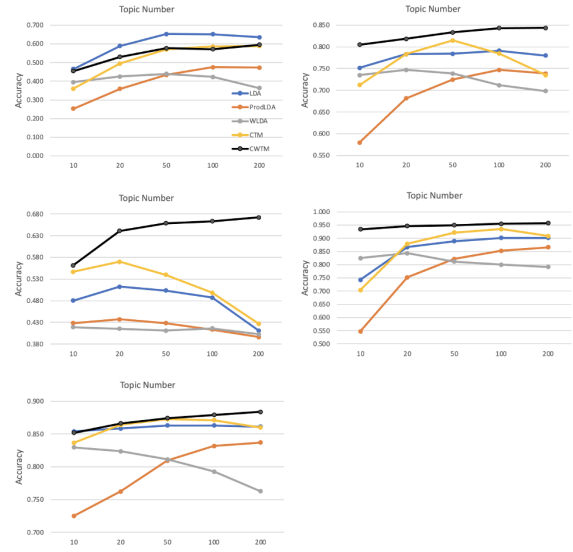 Topic Number
Accuracy
0.700
0.600
0.500
0.400
0.300
0.200
0.100
0.000
10 20 50 100 200
LDA
ProdLDA
WLDA
CTM
CWTM
Topic Number
Accuracy
0.850
0.800
0.750
0.700
0.650
0.600
0.550
10 20 50 100 200
Topic Number
Accuracy
0.680
0.630
0.580
0.530
0.480
0.430
0.380
10 20 50 100 200
Topic Number
Accuracy
1.000
0.950
0.900
0.850
0.800
0.750
0.700
0.650
0.600
0.550
0.500
10 20 50 100 200
Topic Number
Accuracy
0.900
0.850
0.800
0.750
0.700
10 20 50 100 200